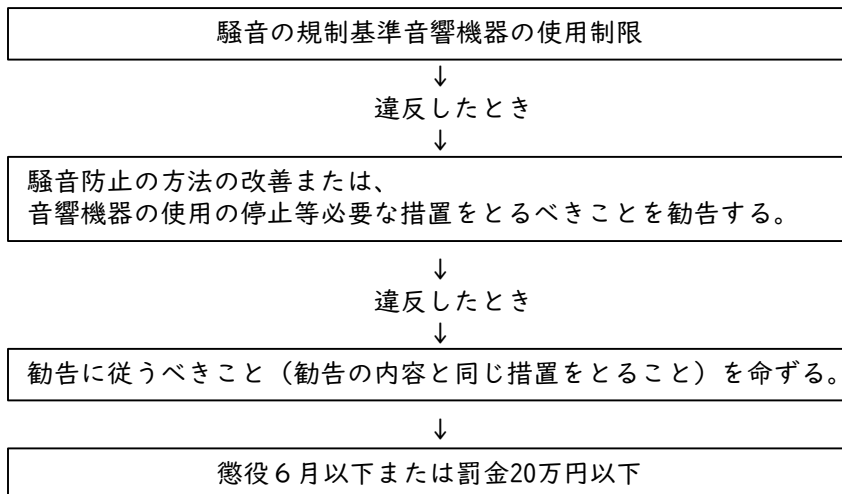 騒音の規制基準音響機器の使用制限
↓
違反したとき
↓
騒音防止の方法の改善または、
音響機器の使用の停止等必要な措置をとるべきことを勧告する。
↓
違反したとき
↓
勧告に従うべきこと（勧告の内容と同じ措置をとること）を命ずる。
↓
懲役６月以下または罰金20万円以下